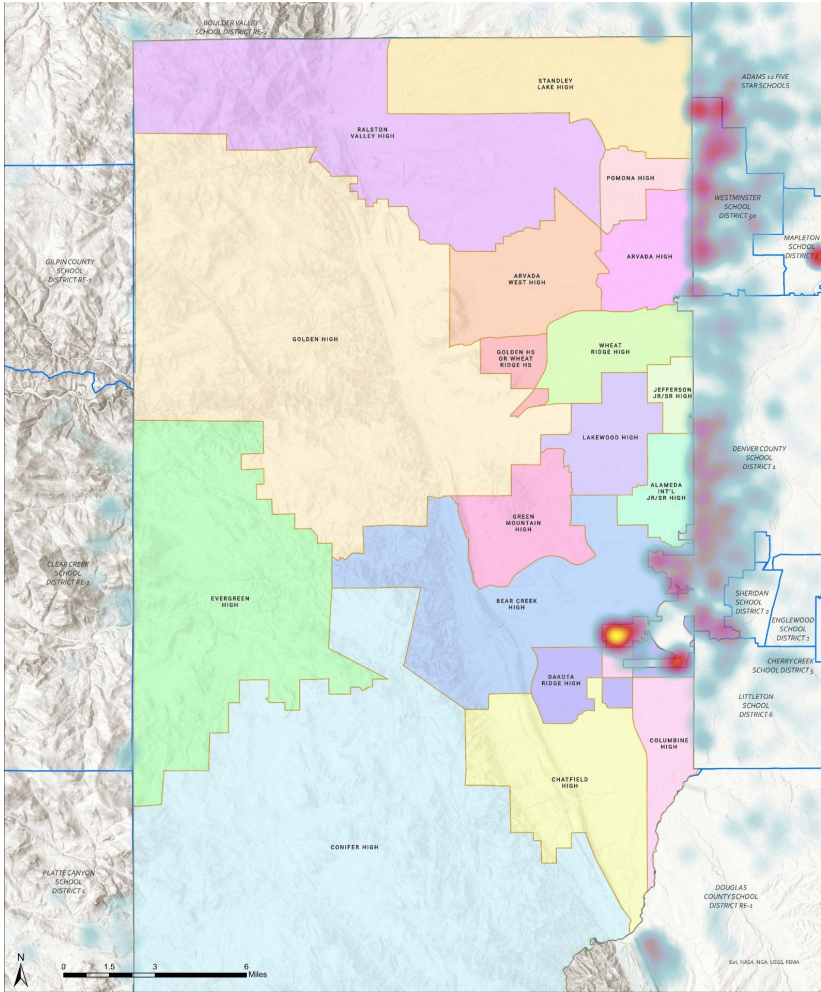 BOULDER VALLEY
SCHOOL DISTRICT RE-2
STANDLEY
LAKE HIGH
ADAMS 12 FIVE
STAR SCHOOLS
RALSTON
VALLEY HIGH
POMONA HIGH
WESTMINSTER
SCHOOL
DISTRICT 50
MAPLETON
SCHOOL
DISTRICT 1
GILPIN COUNTY
SCHOOL
DISTRICT RE-1
ARVADA HIGH
ARVADA
WEST HIGH
GOLDEN HIGH
GOLDEN HS
OR WHEAT
RIDGE HS
WHEAT
RIDGE HIGH
JEFFERSON
JR/SR HIGH
LAKEWOOD HIGH
DENVER COUNTY
SCHOOL
DISTRICT 1
ALAMEDA
INT'L
JR/SR HIGH
GREEN
MOUNTAIN
HIGH
CLEAR CREEK
SCHOOL
DISTRICT RE-1
EVERGREEN
HIGH
BEAR CREEK
HIGH
SHERIDAN
SCHOOL
DISTRICT 2
ENGLEWOOD
SCHOOL
DISTRICT 1
CHERRY CREEK
SCHOOL DISTRICT 5
DAKOTA
RIDGE HIGH
LITTLETON
SCHOOL
DISTRICT 6
COLUMBINE
HIGH
CHATFIELD
HIGH
CONIFER HIGH
PLATTE CANYON
SCHOOL
DISTRICT 1
DOUGLAS
COUNTY SCHOOL
DISTRICT RE-1
N
0 1.5 3 6
Miles
Esri, NASA, NGA, USGS, FEMA